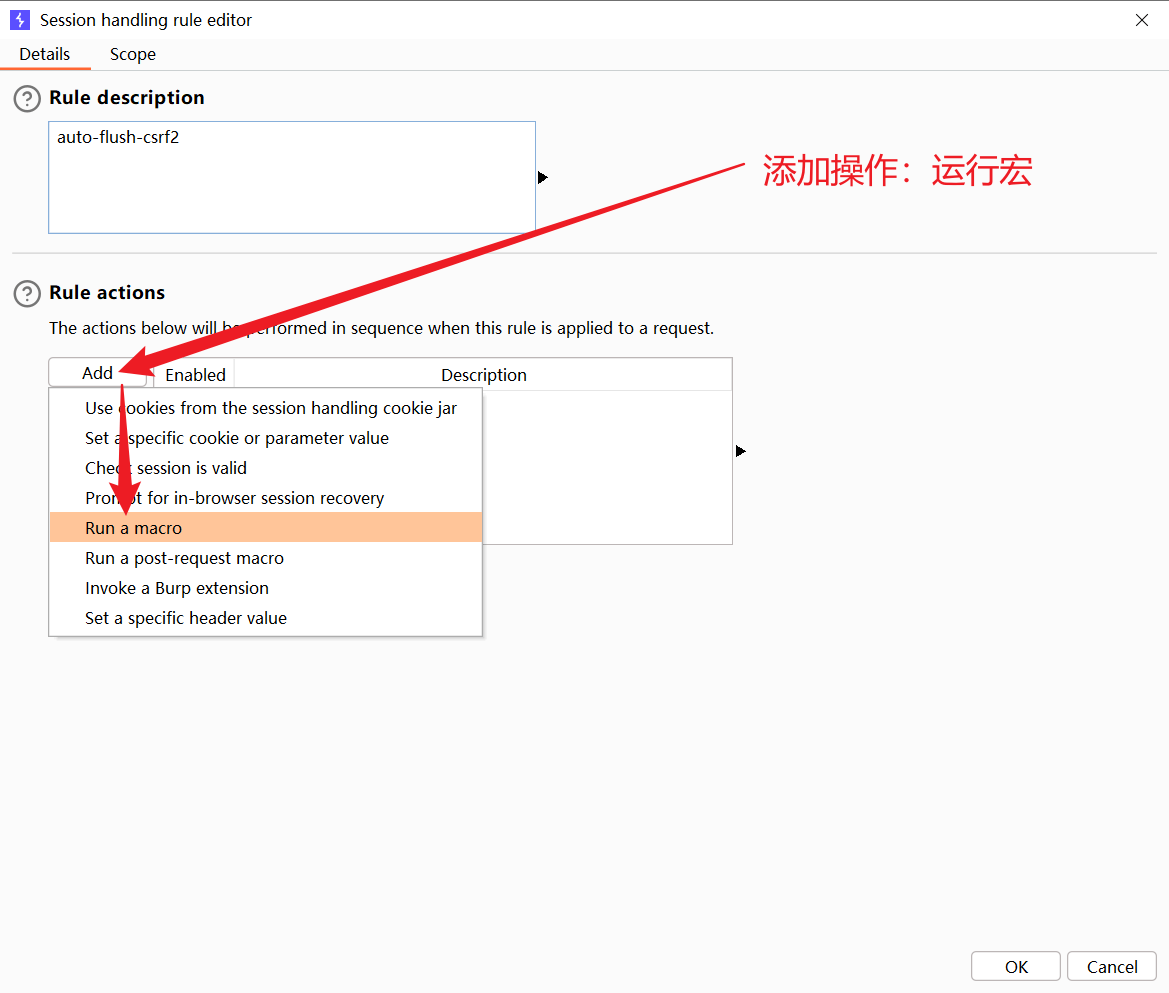 Session handling rule editor
Details Scope
Rule description
auto-flush-csrf2
添加操作：运行宏
Rule actions
The actions below will be performed in sequence when this rule is applied to a request.
Add Enabled Description
Use cookies from the session handling cookie jar
Set a specific cookie or parameter value
Check session is valid
Prompt for in-browser session recovery
Run a macro
Run a post-request macro
Invoke a Burp extension
Set a specific header value
OK Cancel